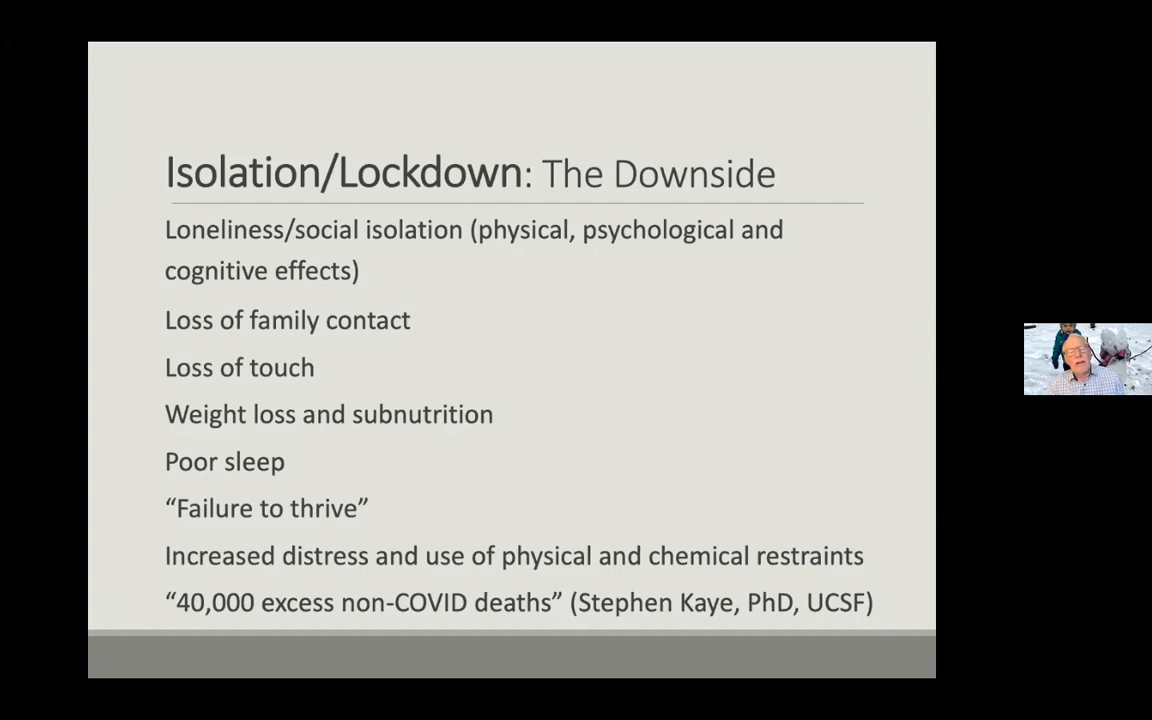 Isolation/Lockdown: The Downside
Loneliness/social isolation (physical, psychological and
cognitive effects)
Loss of family contact
Loss of touch
Weight loss and subnutrition
Poor sleep
“Failure to thrive”
Increased distress and use of physical and chemical restraints
“40,000 excess non-COVID deaths” (Stephen Kaye, PhD, UCSF)